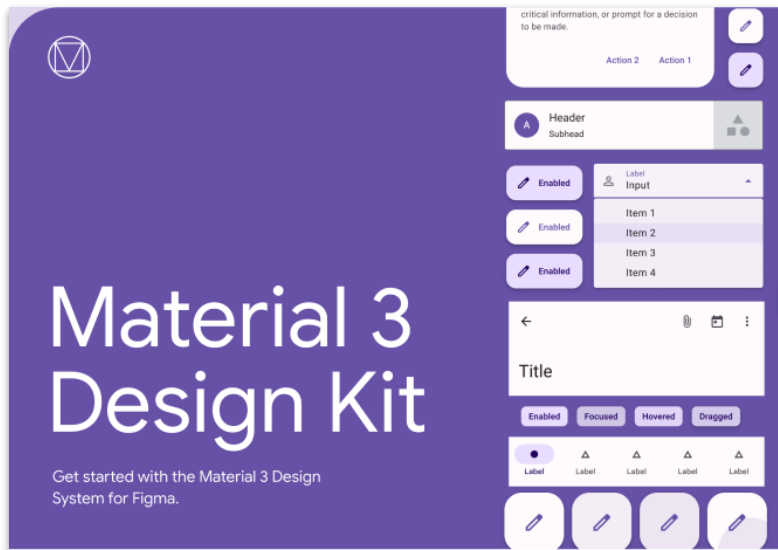 critical information, or prompt for a decision
to be made.
Action 2 Action 1
A
Header
Subhead
Enabled
Label
Input
Enabled
Item 1
Item 2
Item 3
Enabled
Item 4
Material 3
Design Kit
Title
Enabled Focused Hovered Dragged
Label Label Label Label Label
Get started with the Material 3 Design
System for Figma.